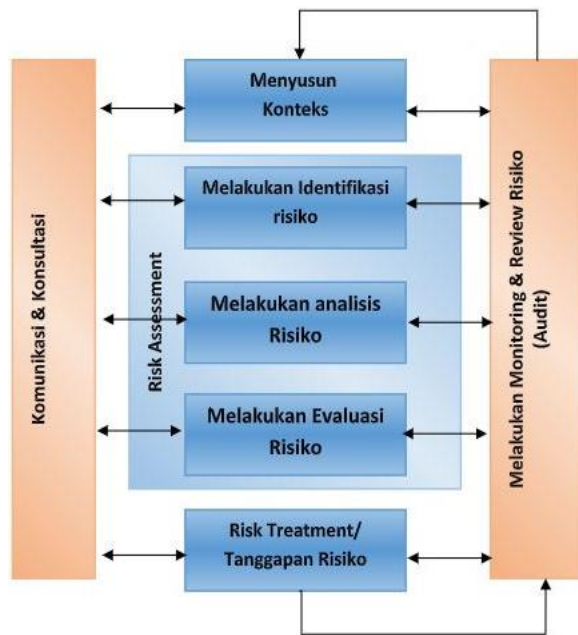 Menyusun
Konteks
Komunikasi & Konsultasi
Risk Assessment
Melakukan Identifikasi
risiko
Melakukan analisis
Risiko
Melakukan Evaluasi
Risiko
Risk Treatment/
Tanggapan Risiko
Melakukan Monitoring & Review Risiko
(Audit)